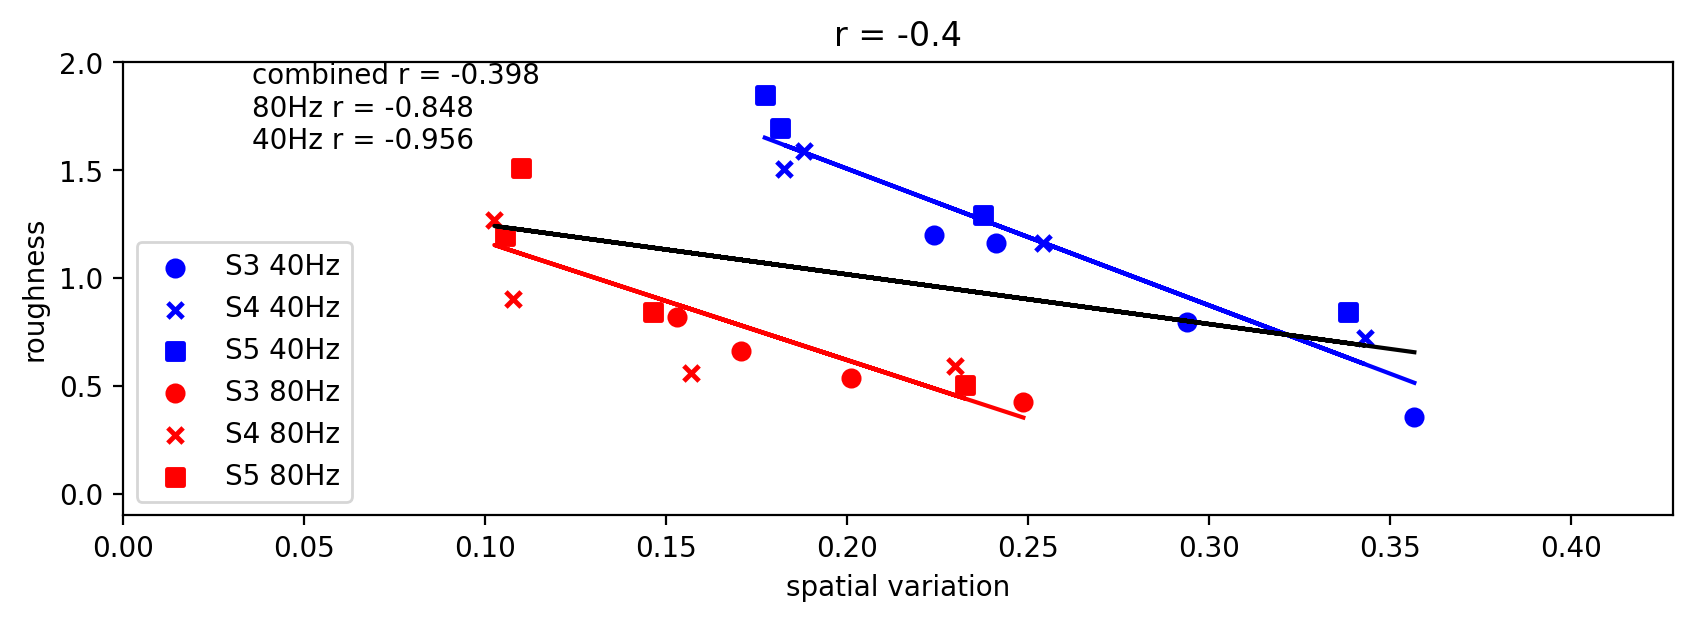 r = -0.4
combined r = -0.398
80Hz r = -0.848
40Hz r = -0.956
2.0
1.5
1.0
0.5
0.0
roughness
S3 40Hz
S4 40Hz
S5 40Hz
S3 80Hz
S4 80Hz
S5 80Hz
0.00 0.05 0.10 0.15 0.20 0.25 0.30 0.35 0.40
spatial variation